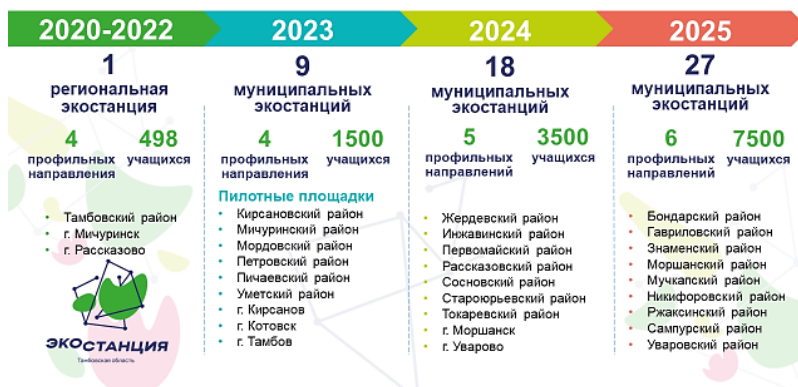 2020-2022
1
региональная
экостанция
4
профильных
направления
498
учащихся
Тамбовский район
г. Мичуринск
г. Рассказово
ЭКОСТАНЦИЯ
Тамбовская область
2023
9
муниципальных
экостанций
4
профильных
направления
1500
учащихся
Пилотные площадки
Кирсановский район
Мичуринский район
Мордовский район
Петровский район
Пичаевский район
Уметский район
г. Кирсанов
г. Котовск
г. Тамбов
2024
18
муниципальных
экостанций
5
профильных
направлений
3500
учащихся
Жердевский район
Инжавинский район
Первомайский район
Рассказовский район
Сосновский район
Староюрьевский район
Токаревский район
г. Моршанск
г. Уварово
2025
27
муниципальных
экостанций
6
профильных
направлений
7500
учащихся
Бондарский район
Гавриловский район
Знаменский район
Моршанский район
Мучкапский район
Никифоровский район
Ржаксинский район
Сампурский район
Уваровский район